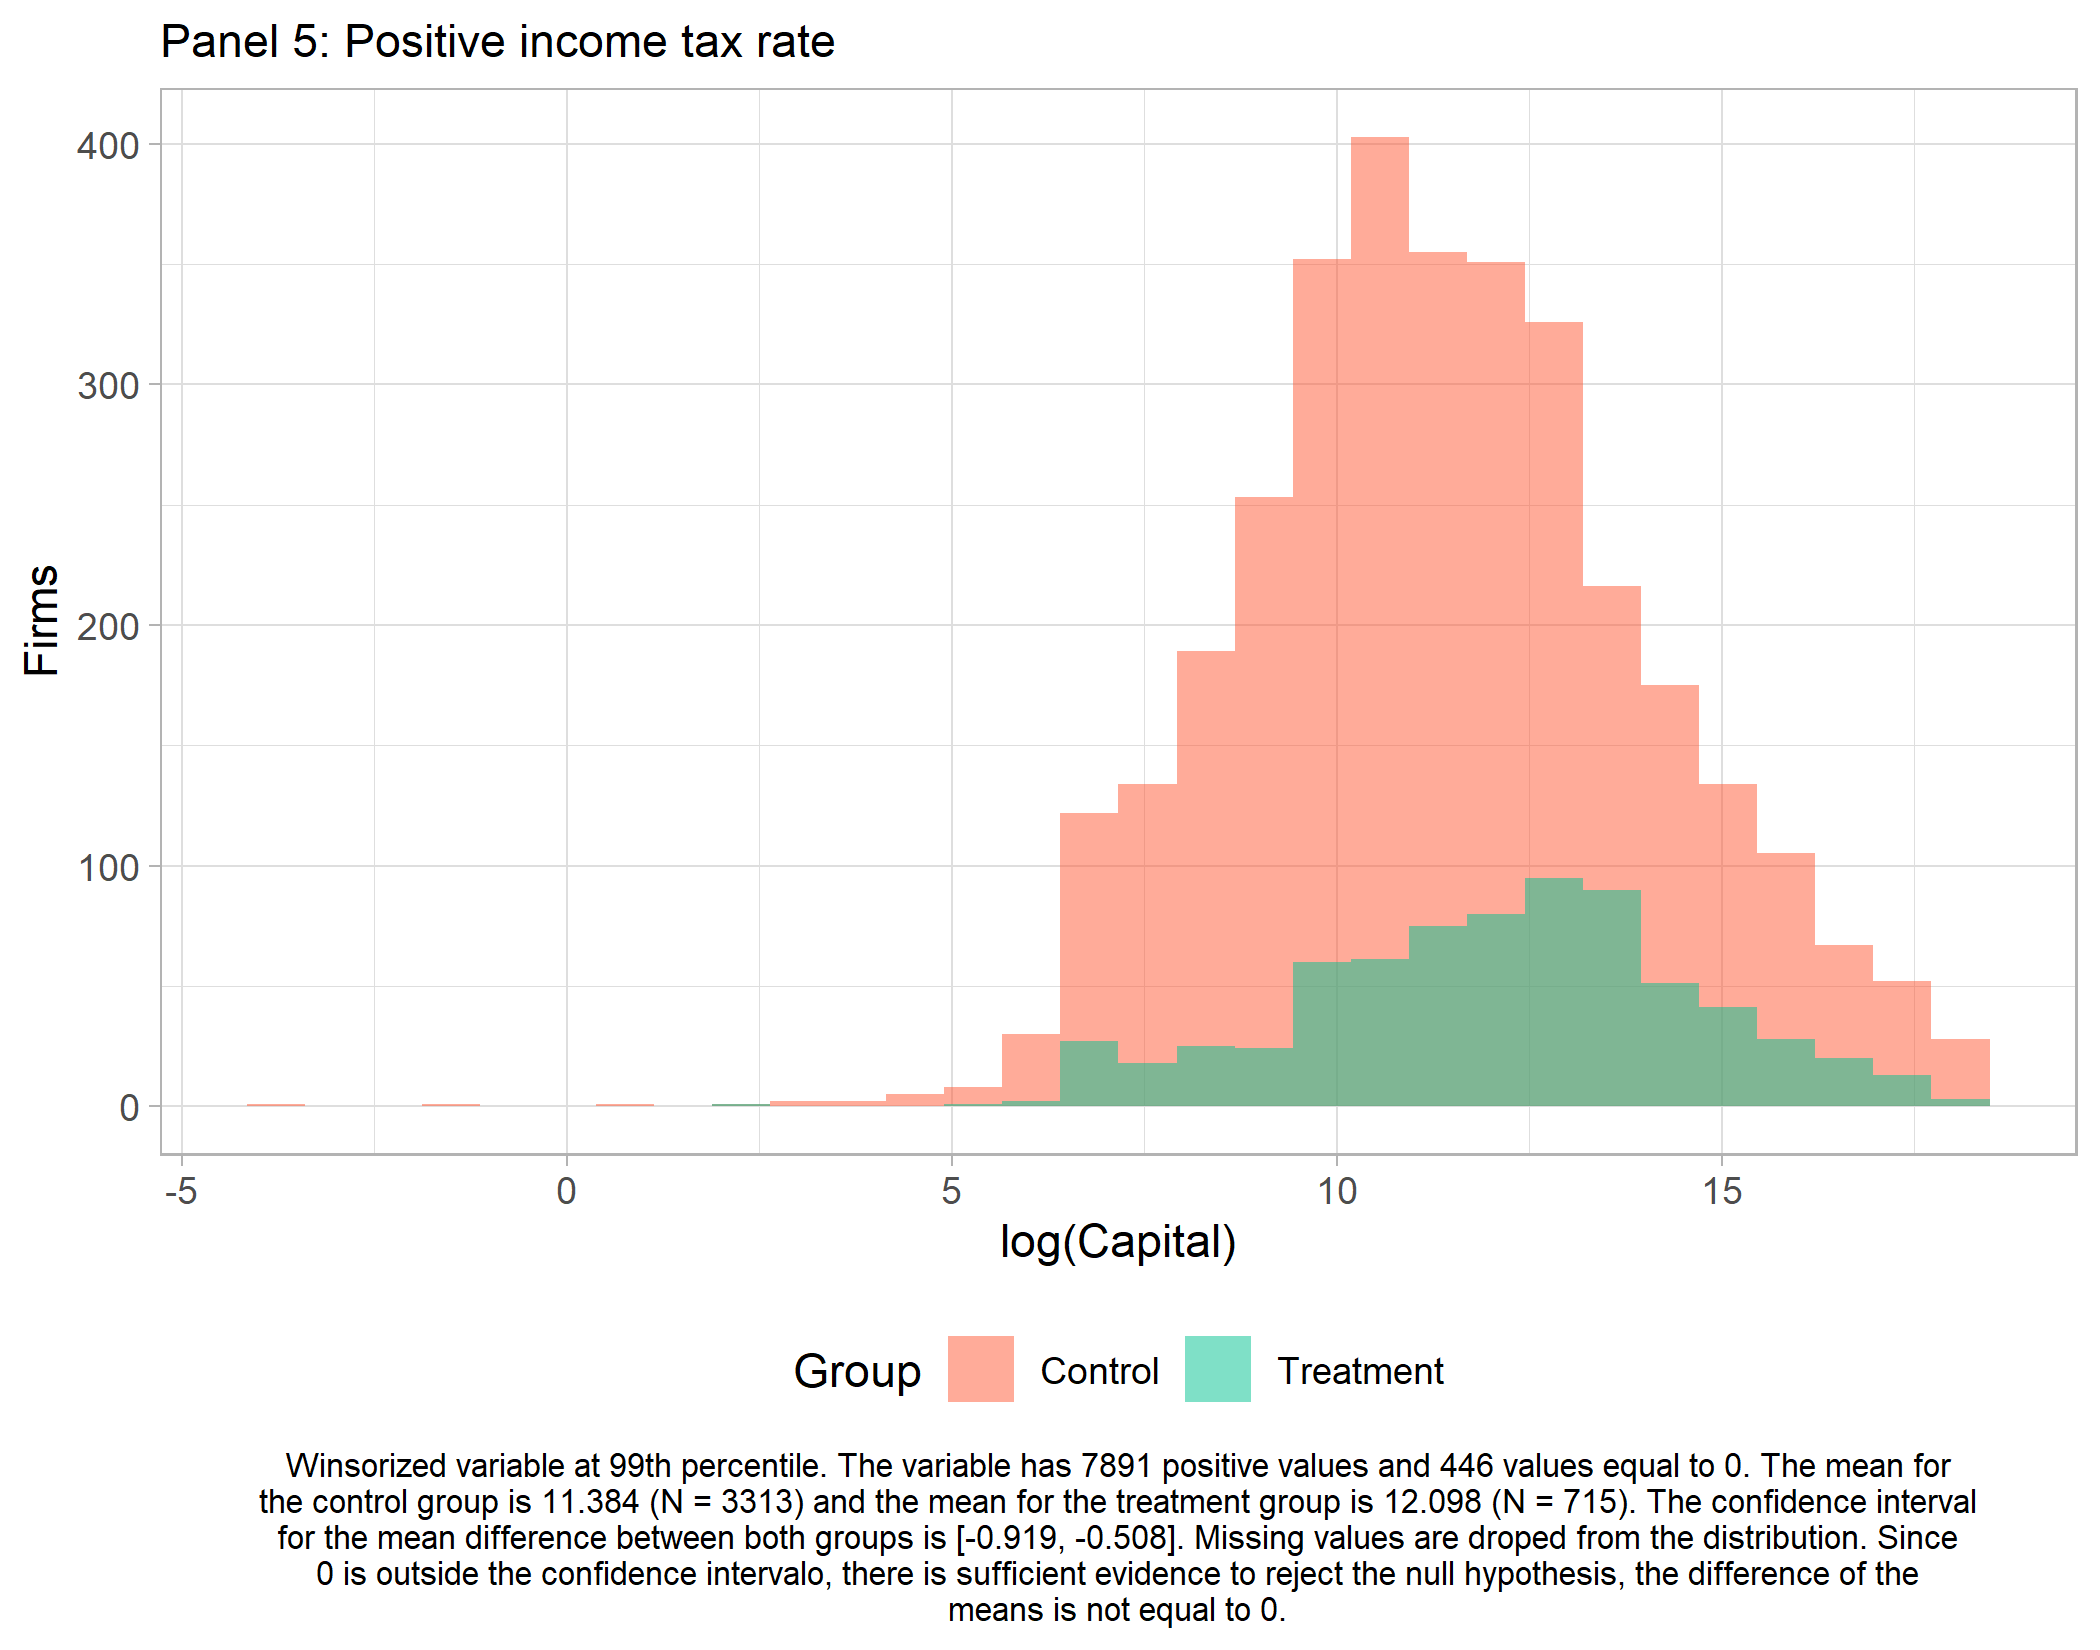 Panel 5: Positive income tax rate
400
300
200
100
0
Firms
-5
0
5
10
15
log(Capital)
Group
Control
Treatment
Winsorized variable at 99th percentile. The variable has 7891 positive values and 446 values equal to 0. The mean for
the control group is 11.384 (N = 3313) and the mean for the treatment group is 12.098 (N = 715). The confidence interval
for the mean difference between both groups is [-0.919, -0.508]. Missing values are droped from the distribution. Since
0 is outside the confidence intervalo, there is sufficient evidence to reject the null hypothesis, the difference of the
means is not equal to 0.